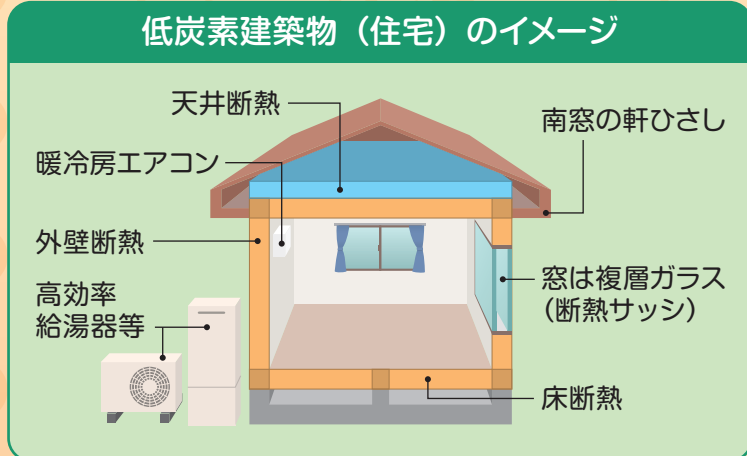 低炭素建築物（住宅）のイメージ
天井断熱
暖冷房エアコン
外壁断熱
高効率
給湯器等
南窓の軒ひさし
窓は複層ガラス
（断熱サッシ）
床断熱